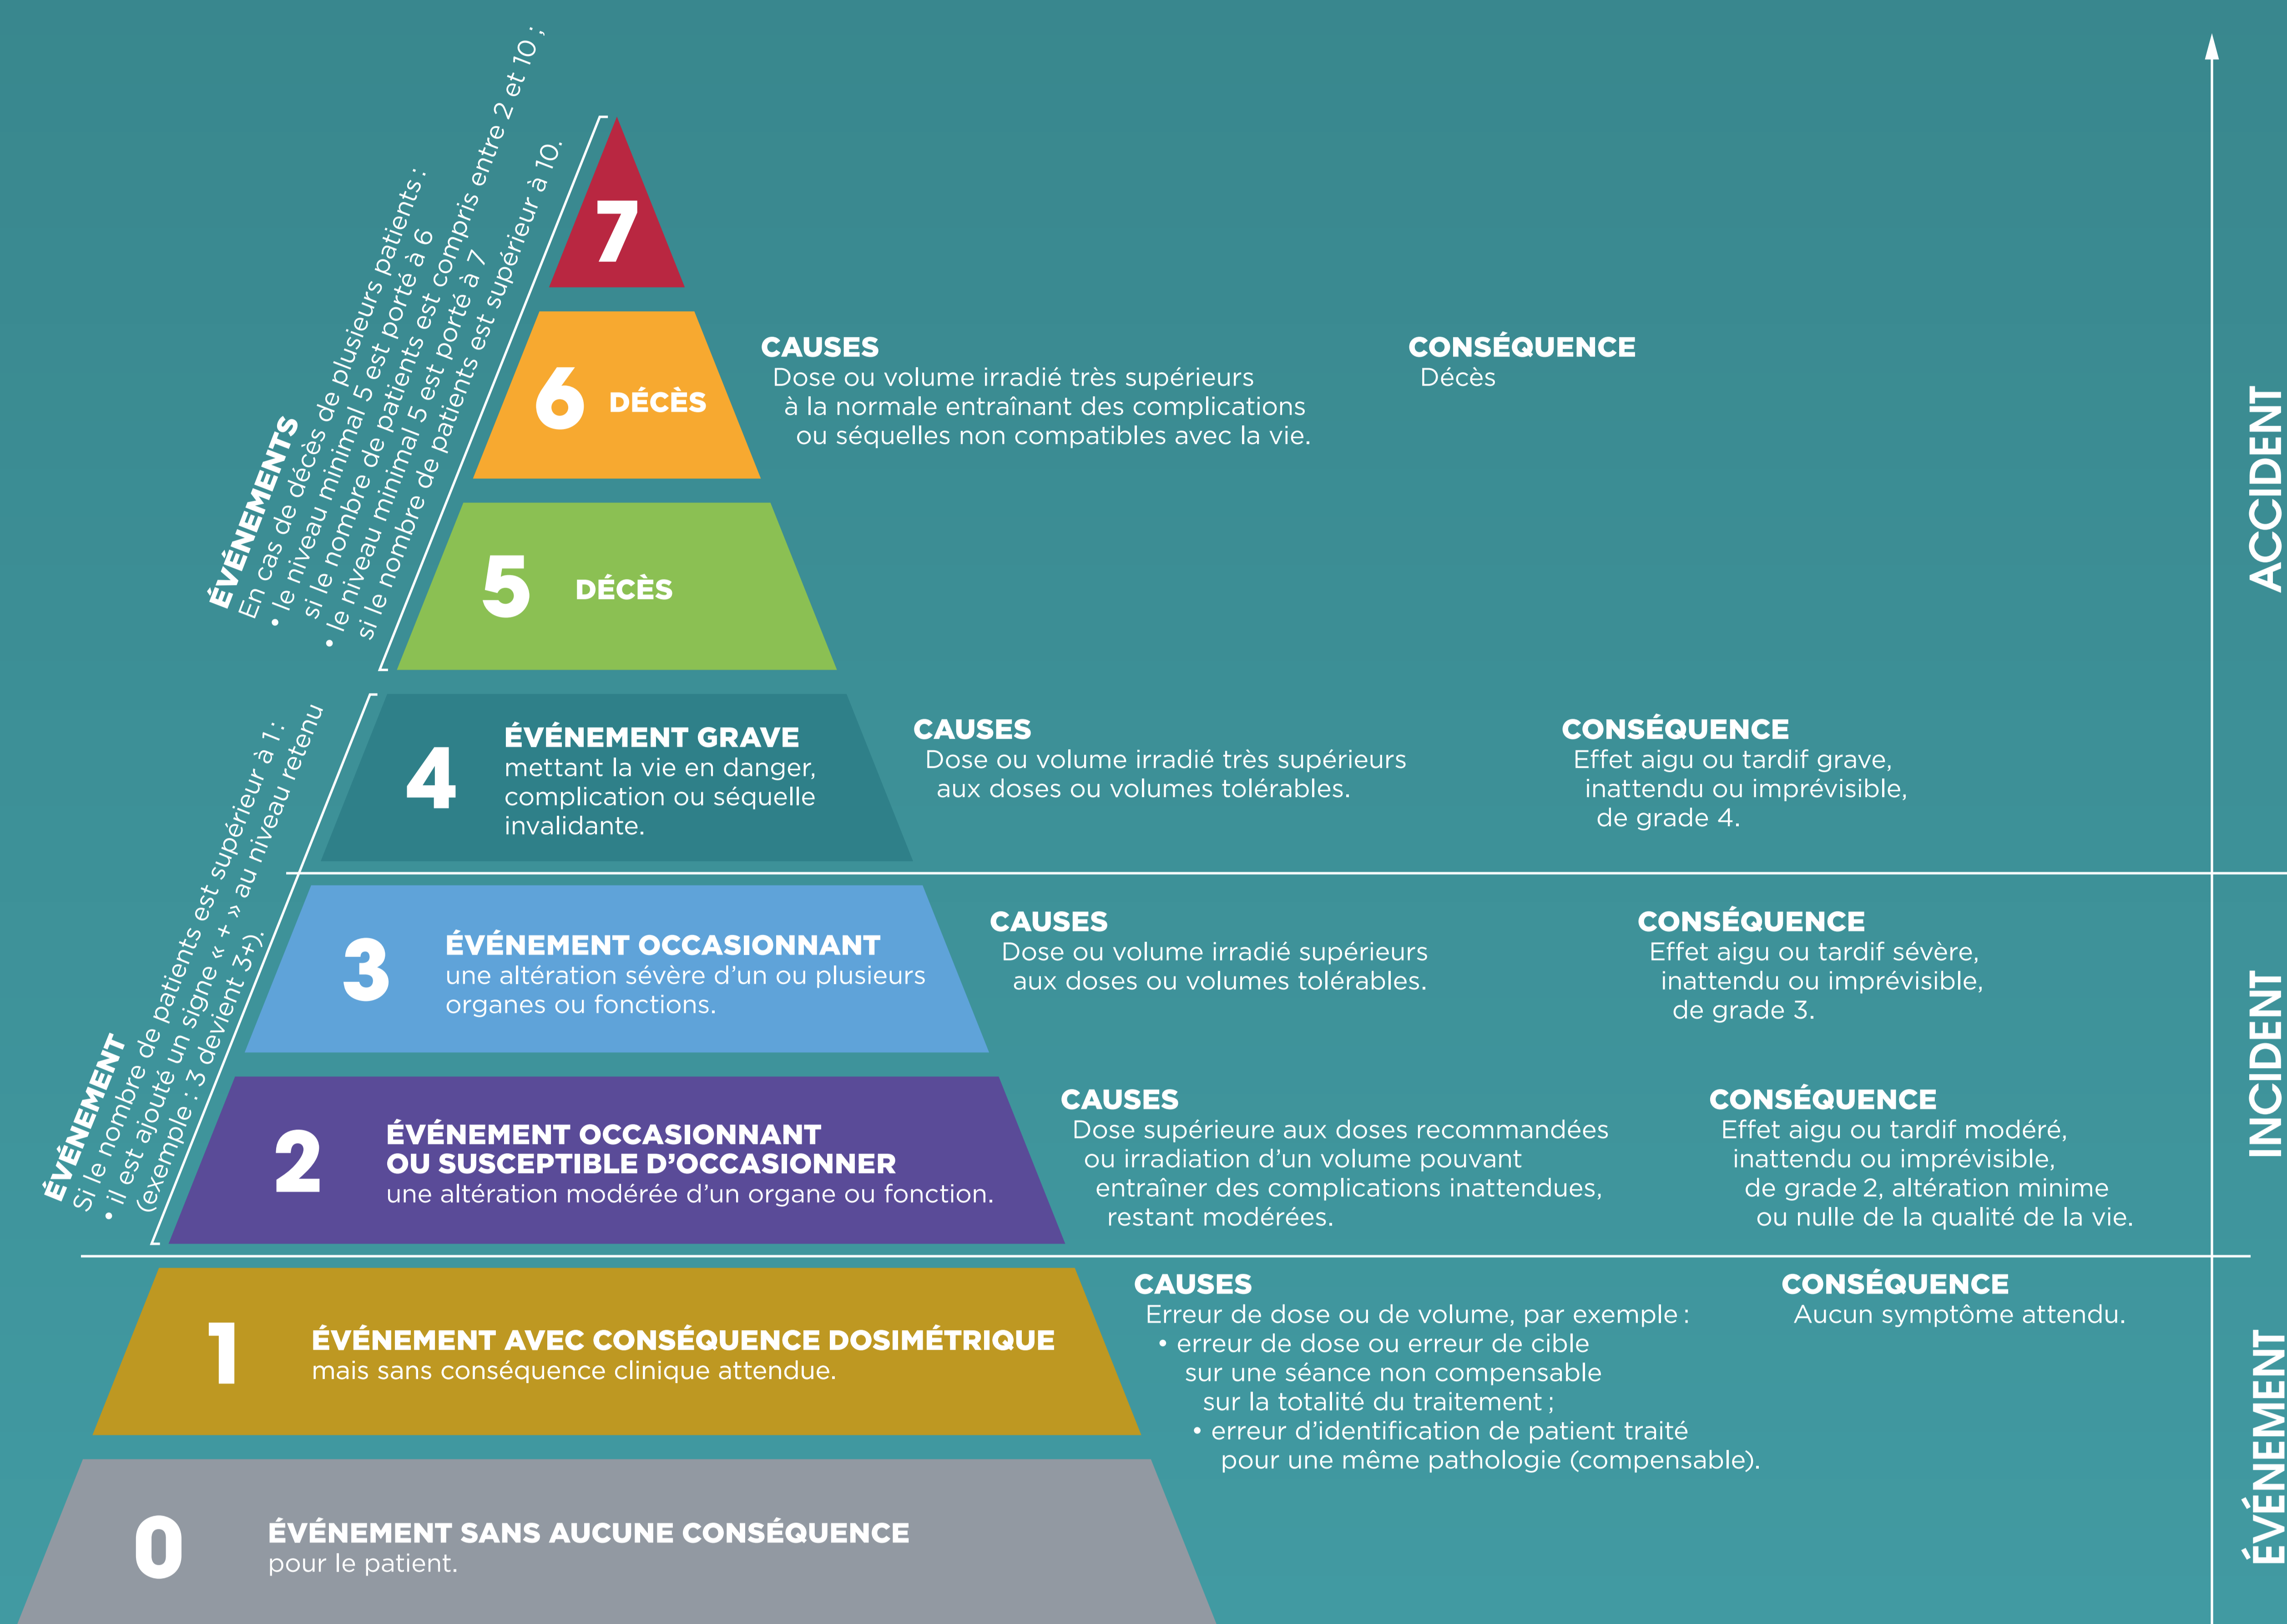 ÉVÉNEMENTS
En cas de décès de plusieurs patients :
• le niveau minimal 5 est porté à 6
si le nombre de patients est compris entre 2 et 10 ;
• le niveau minimal 5 est porté à 7
si le nombre de patients est supérieur à 10.
7
6 DÉCÈS
CAUSES
Dose ou volume irradié très supérieurs
à la normale entraînant des complications
ou séquelles non compatibles avec la vie.
CONSÉQUENCE
Décès
5 DÉCÈS
ACCIDENT
ÉVÉNEMENT
Si le nombre de patients est supérieur à 1 :
• il est ajouté un signe « + » au niveau retenu
(exemple : 3 devient 3+).
4
ÉVÉNEMENT GRAVE
mettant la vie en danger,
complication ou séquelle
invalidante.
CAUSES
Dose ou volume irradié très supérieurs
aux doses ou volumes tolérables.
CONSÉQUENCE
Effet aigu ou tardif grave,
inattendu ou imprévisible,
de grade 4.
3
ÉVÉNEMENT OCCASIONNANT
une altération sévère d’un ou plusieurs
organes ou fonctions.
CAUSES
Dose ou volume irradié supérieurs
aux doses ou volumes tolérables.
CONSÉQUENCE
Effet aigu ou tardif sévère,
inattendu ou imprévisible,
de grade 3.
INCIDENT
2
ÉVÉNEMENT OCCASIONNANT
OU SUSCEPTIBLE D’OCCASIONNER
une altération modérée d’un organe ou fonction.
CAUSES
Dose supérieure aux doses recommandées
ou irradiation d’un volume pouvant
entraîner des complications inattendues,
restant modérées.
CONSÉQUENCE
Effet aigu ou tardif modéré,
inattendu ou imprévisible,
de grade 2, altération minime
ou nulle de la qualité de la vie.
1
ÉVÉNEMENT AVEC CONSÉQUENCE DOSIMÉTRIQUE
mais sans conséquence clinique attendue.
CAUSES
Erreur de dose ou de volume, par exemple :
• erreur de dose ou erreur de cible
sur une séance non compensable
sur la totalité du traitement ;
• erreur d’identification de patient traité
pour une même pathologie (compensable).
CONSÉQUENCE
Aucun symptôme attendu.
ÉVÉNEMENT
0
ÉVÉNEMENT SANS AUCUNE CONSÉQUENCE
pour le patient.